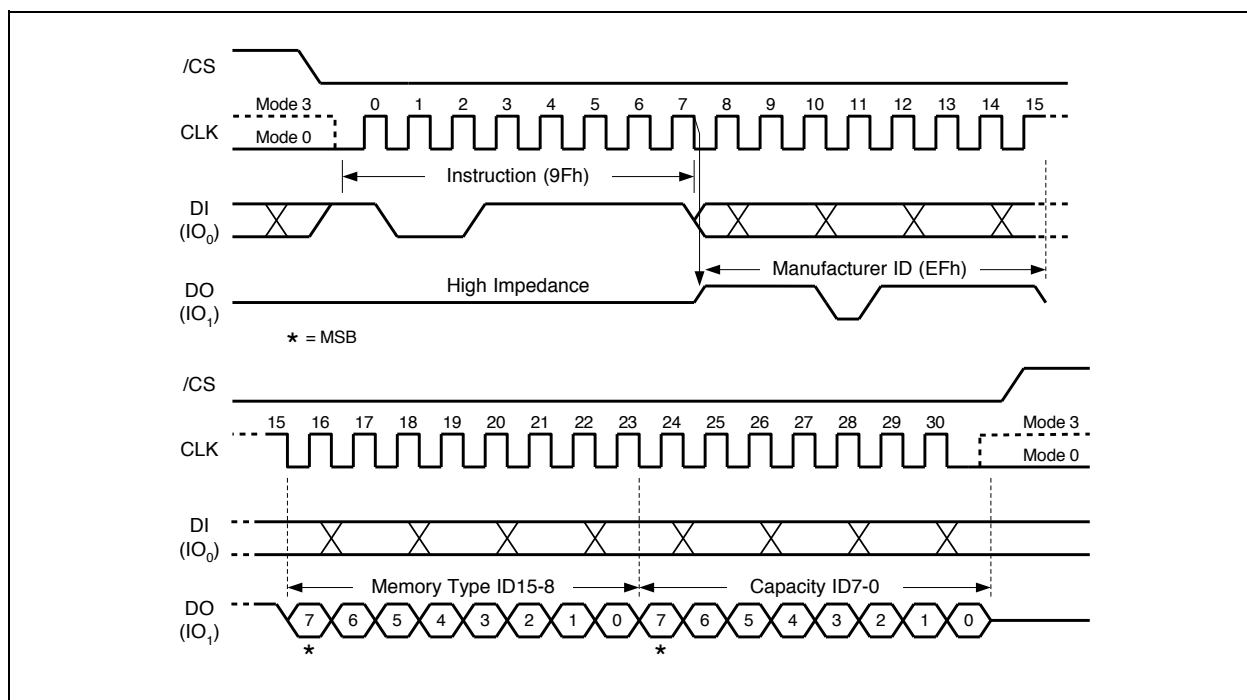 /CS
Mode 3
0 1 2 3 4 5 6 7 8 9 10 11 12 13 14 15
CLK
Mode 0
Instruction (9Fh)
DI
(IO0)
Manufacturer ID (EFh)
High Impedance
DO
(IO1)
* = MSB
/CS
15 16 17 18 19 20 21 22 23 24 25 26 27 28 29 30
Mode 3
CLK
Mode 0
DI
(IO0)
Memory Type ID15-8
Capacity ID7-0
DO
(IO1)
7 6 5 4 3 2 1 0 7 6 5 4 3 2 1 0
* *